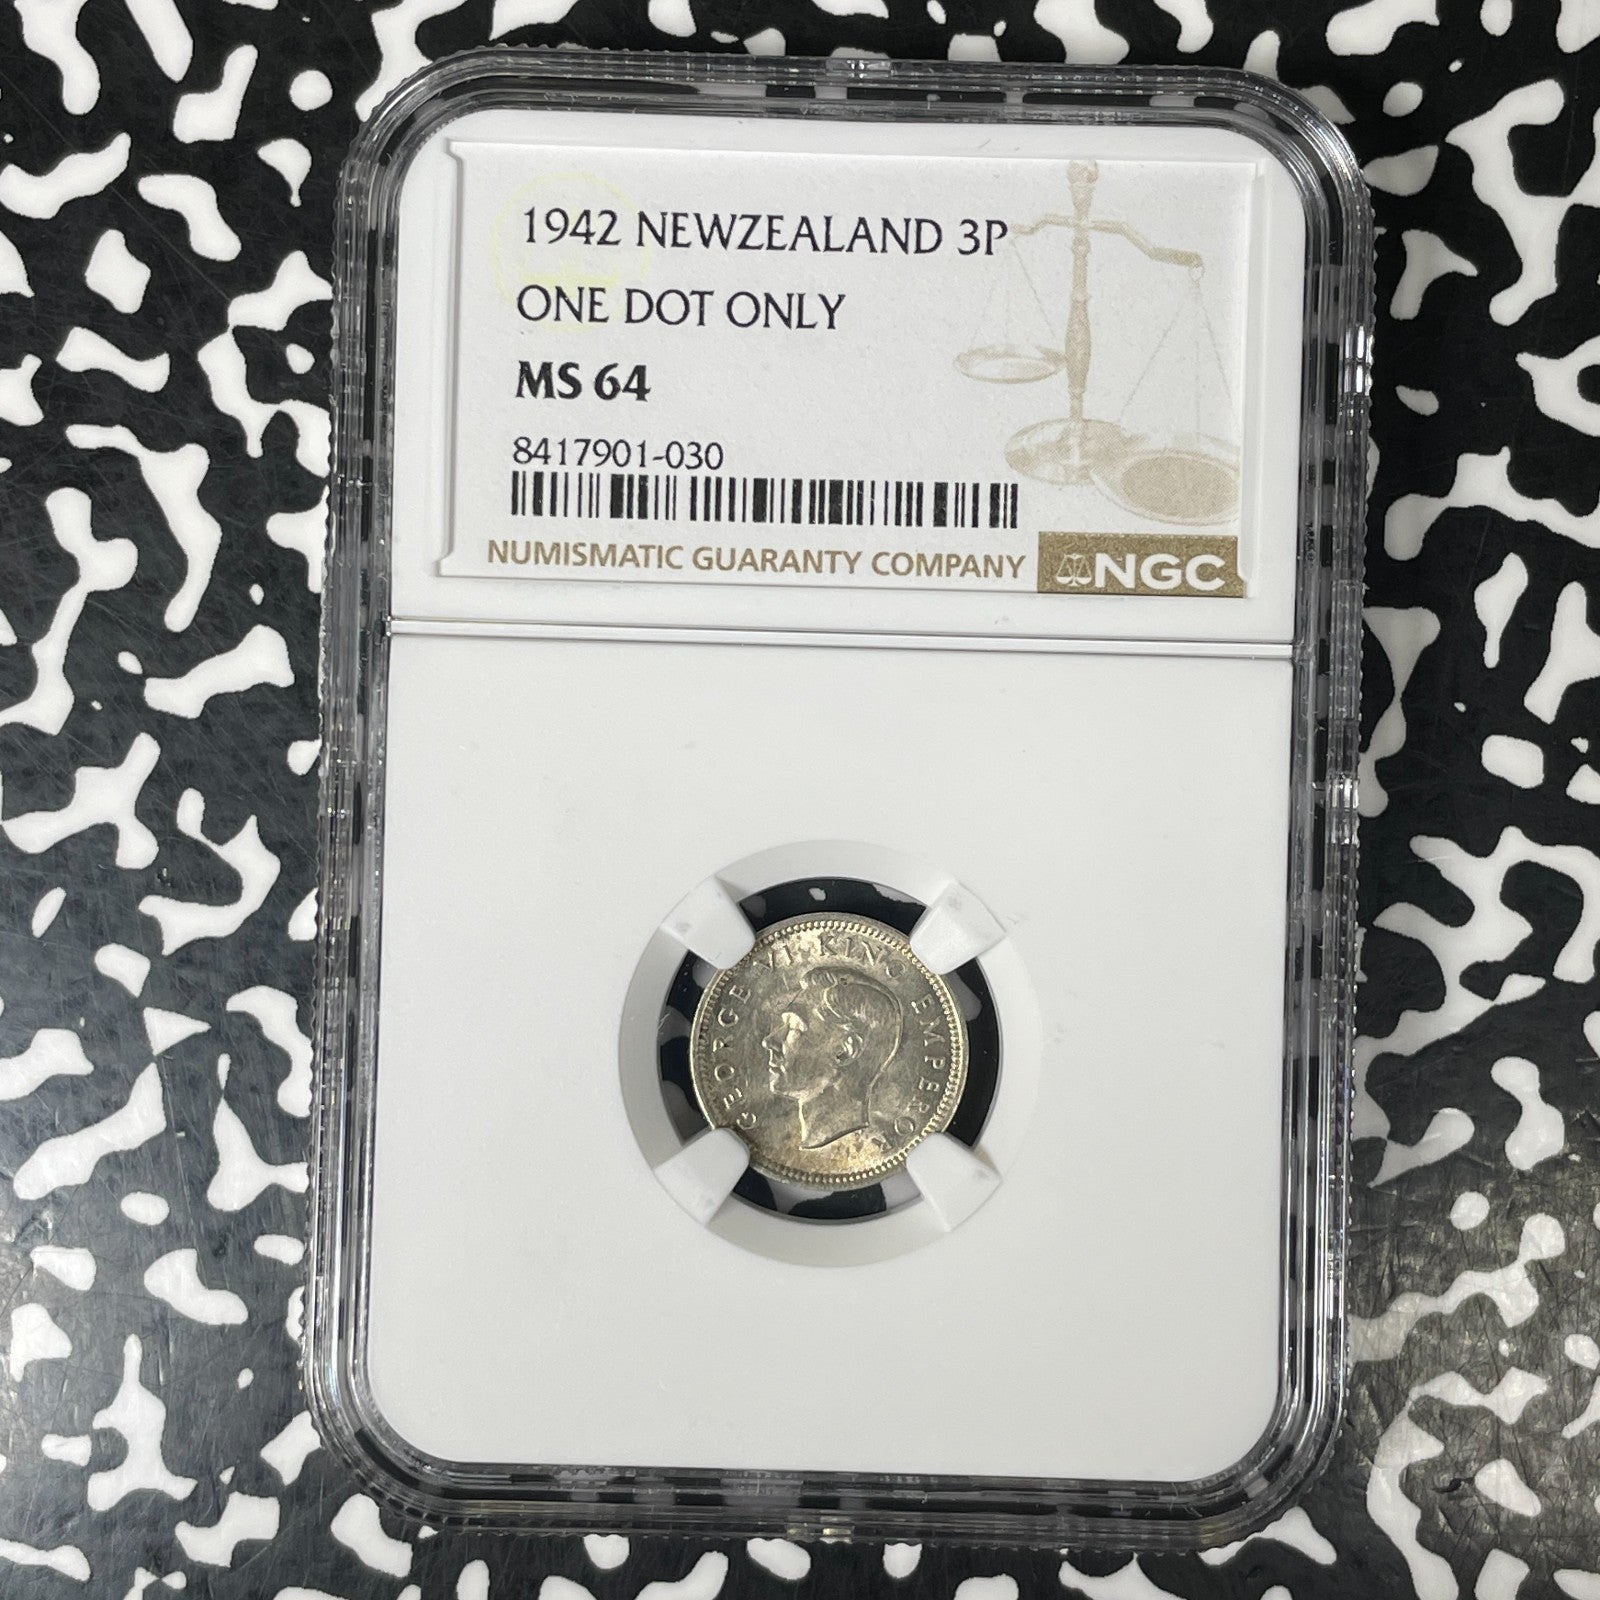 1942 NEWZEALAND 3P
ONE DOT ONLY
MS 64
8417901-030
NUMISMATIC GUARANTY COMPANY
NGC
GEORGE VI KING EMPEROR